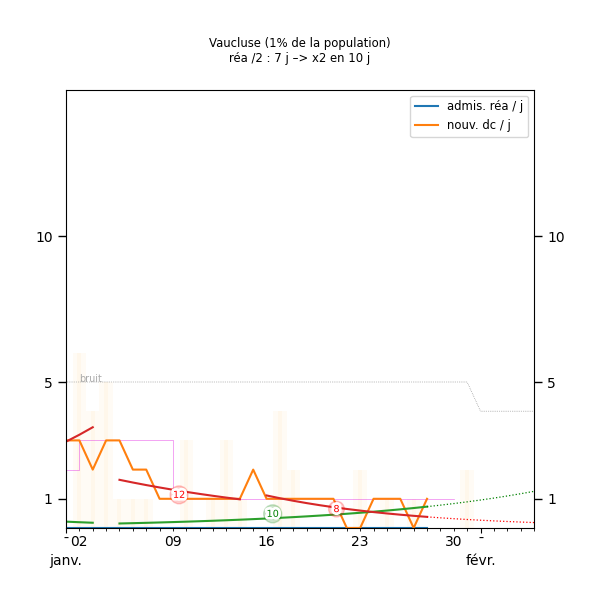 Vaucluse (1% de la population)
réa /2 : 7 j –> x2 en 10 j
admis. réa / j
nouv. dc / j
10
10
5
5
bruit
1
1
12
10
8
02
09
16
23
30
janv.
févr.